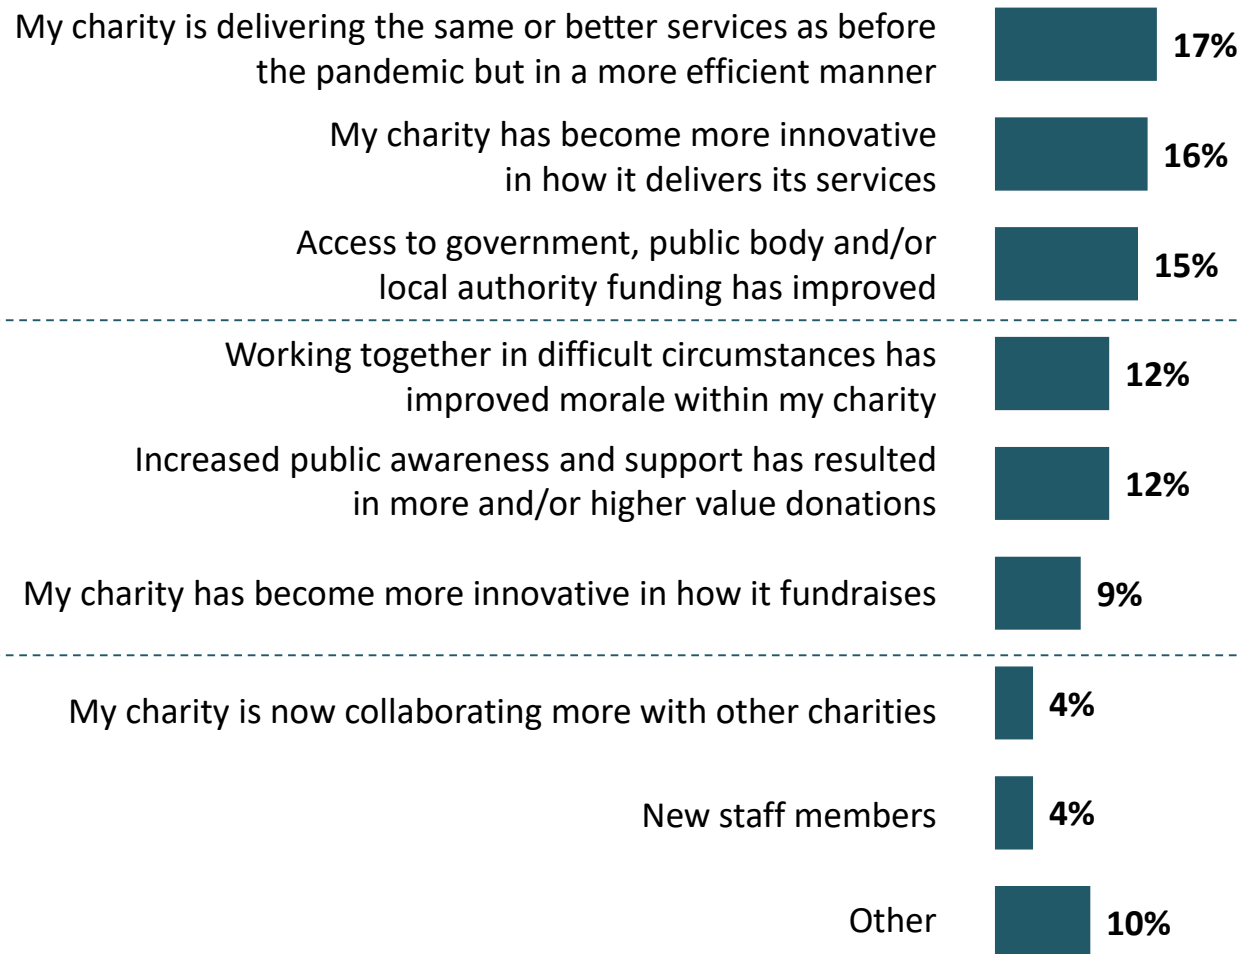 My charity is delivering the same or better services as before
the pandemic but in a more efficient manner
17%
My charity has become more innovative
in how it delivers its services
16%
Access to government, public body and/or
local authority funding has improved
15%
Working together in difficult circumstances has
improved morale within my charity
12%
Increased public awareness and support has resulted
in more and/or higher value donations
12%
My charity has become more innovative in how it fundraises
9%
My charity is now collaborating more with other charities
4%
New staff members
4%
Other
10%